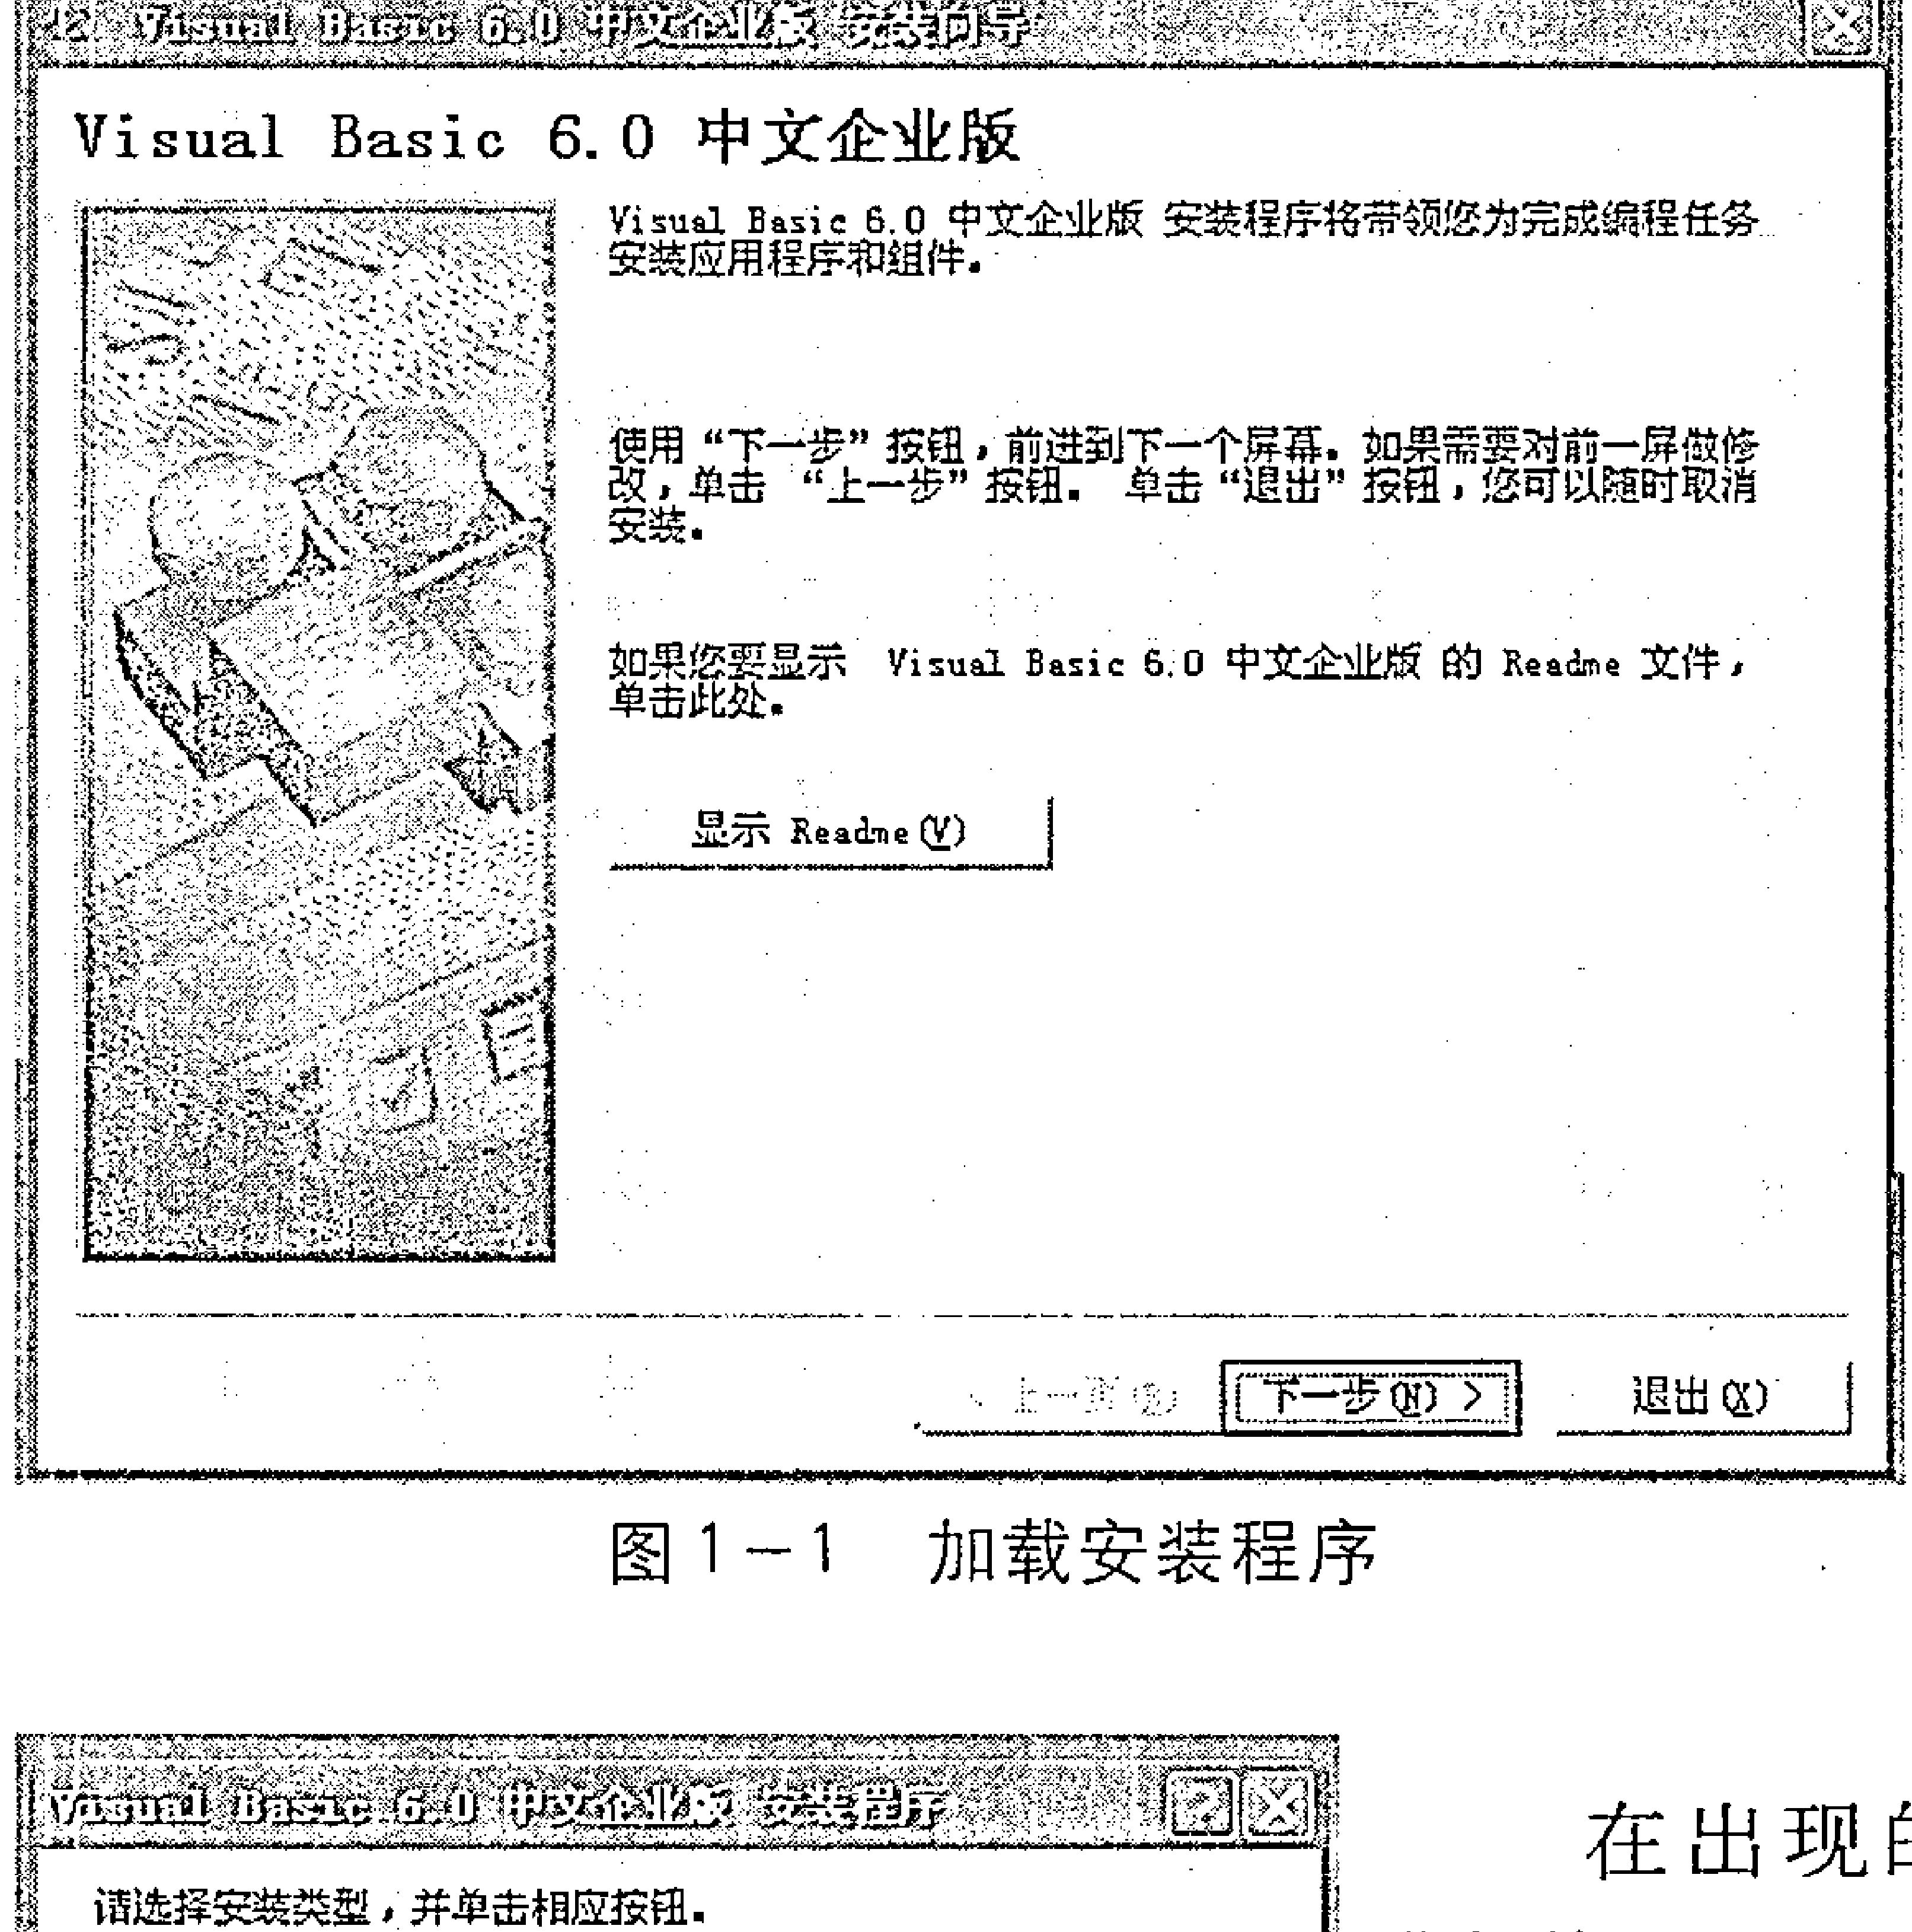 Visual Basic 6.0 中文企业版 安装向导
Visual Basic 6.0 中文企业版
Visual Basic 6.0 中文企业版 安装程序将带领您为完成编程任务
安装应用程序和组件。
使用“下一步”按钮，前进到下一个屏幕。如果需要对前一屏做修
改，单击 “上一步”按钮。 单击“退出”按钮，您可以随时取消
安装。
如果您要显示 Visual Basic 6.0 中文企业版 的 Readme 文件，
单击此处。
显示 Readme(V)
下一步(N) >
退出(X)
图1-1 加载安装程序
Visual Basic 6.0 中文企业版 安装程序
请选择安装类型，并单击相应按钮。
在出现